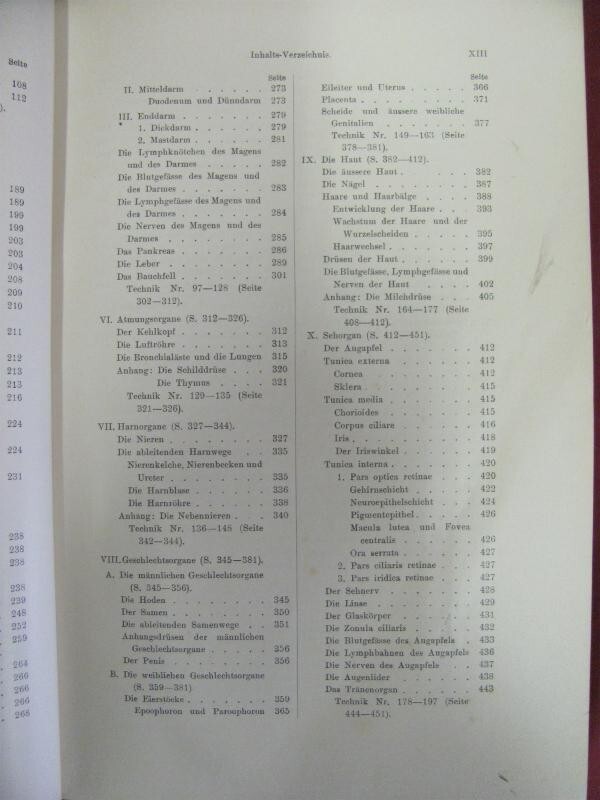 Seite
108
112
).
189
189
199
199
203
203
204
208
209
210
211
212
213
213
216
224
224
231
238
238
238
238
239
248
252
259
264
266
266
266
268
Inhalts-Verzeichnis.
XIII
Seite
II. Mitteldarm . . . . . . 273
Duodenum und Dünndarm 273
III. Enddarm . . . . . . . 279
1. Dickdarm . . . . . . 279
2. Mastdarm . . . . . . 281
Die Lymphknötchen des Magens
und des Darmes . . . . . 282
Die Blutgefässe des Magens und
des Darmes . . . . . . . 283
Die Lymphgefässe des Magens und
des Darmes . . . . . . . 284
Die Nerven des Magens und des
Darmes . . . . . . . . 285
Das Pankreas . . . . . . . 286
Die Leber . . . . . . . . 289
Das Bauchfell . . . . . . . 301
Technik Nr. 97—128 (Seite
302—312).
VI. Atmungsorgane (S. 312—326).
Der Kehlkopf . . . . . . . 312
Die Luftröhre . . . . . . . 313
Die Bronchialäste und die Lungen 315
Anhang: Die Schilddrüse . . . 320
Die Thymus . . . . 321
Technik Nr. 129—135 (Seite
321—326).
VII. Harnorgane (S. 327—344).
Die Nieren . . . . . . . . 327
Die ableitenden Harnwege . . 335
Nierenkelche, Nierenbecken und
Ureter . . . . . . . . 335
Die Harnblase . . . . . . 336
Die Harnröhre . . . . . . 338
Anhang: Die Nebennieren . . . 340
Technik Nr. 136—148 (Seite
342—344).
VIII. Geschlechtsorgane (S. 345—381).
A. Die männlichen Geschlechtsorgane
(S. 345—356).
Die Hoden . . . . . . . . 345
Der Samen . . . . . . . . 350
Die ableitenden Samenwege . . 351
Anhangsdrüsen der männlichen
Geschlechtsorgane . . . . . 356
Der Penis . . . . . . . . 356
B. Die weiblichen Geschlechtsorgane
(S. 359—381)
Die Eierstöcke . . . . . . . 359
Epoophoron und Paroophoron 365
Seite
Eileiter und Uterus . . . . . 366
Placenta . . . . . . . . . 371
Scheide und äussere weibliche
Genitalien . . . . . . . 377
Technik Nr. 149—163 (Seite
378—381).
IX. Die Haut (S. 382—412).
Die äussere Haut . . . . . . 382
Die Nägel . . . . . . . . 387
Haare und Haarbälge . . . . 388
Entwicklung der Haare . . . 393
Wachstum der Haare und der
Wurzelscheiden . . . . . 395
Haarwechsel . . . . . . . 397
Drüsen der Haut . . . . . . 399
Die Blutgefässe, Lymphgefässe und
Nerven der Haut . . . . 402
Anhang: Die Milchdrüse . . . 405
Technik Nr. 164—177 (Seite
408—412).
X. Sehorgan (S. 412—451).
Der Augapfel . . . . . . . 412
Tunica externa . . . . . . 412
Cornea . . . . . . . . 412
Sklera . . . . . . . . 415
Tunica media . . . . . . . 415
Chorioides . . . . . . . 415
Corpus ciliare . . . . . . 416
Iris . . . . . . . . . 418
Der Iriswinkel . . . . . . 419
Tunica interna . . . . . . . 420
1. Pars optica retinae . . . 420
Gehirnschicht . . . . . 422
Neuroepithelschicht . . . 424
Pigmentepithel . . . . . 426
Macula lutea und Fovea
centralis . . . . . . 426
Ora serrata . . . . . . 427
2. Pars ciliaris retinae . . . 427
3. Pars iridica retinae . . . 427
Der Sehnerv . . . . . . . 428
Die Linse . . . . . . . . 429
Der Glaskörper . . . . . . 431
Die Zonula ciliaris . . . . . 432
Die Blutgefässe des Augapfels . 433
Die Lymphbahnen des Augapfels 436
Die Nerven des Augapfels . . 437
Die Augenlider . . . . . . 438
Das Tränenorgan . . . . . . 443
Technik Nr. 178—197 (Seite
444—451).